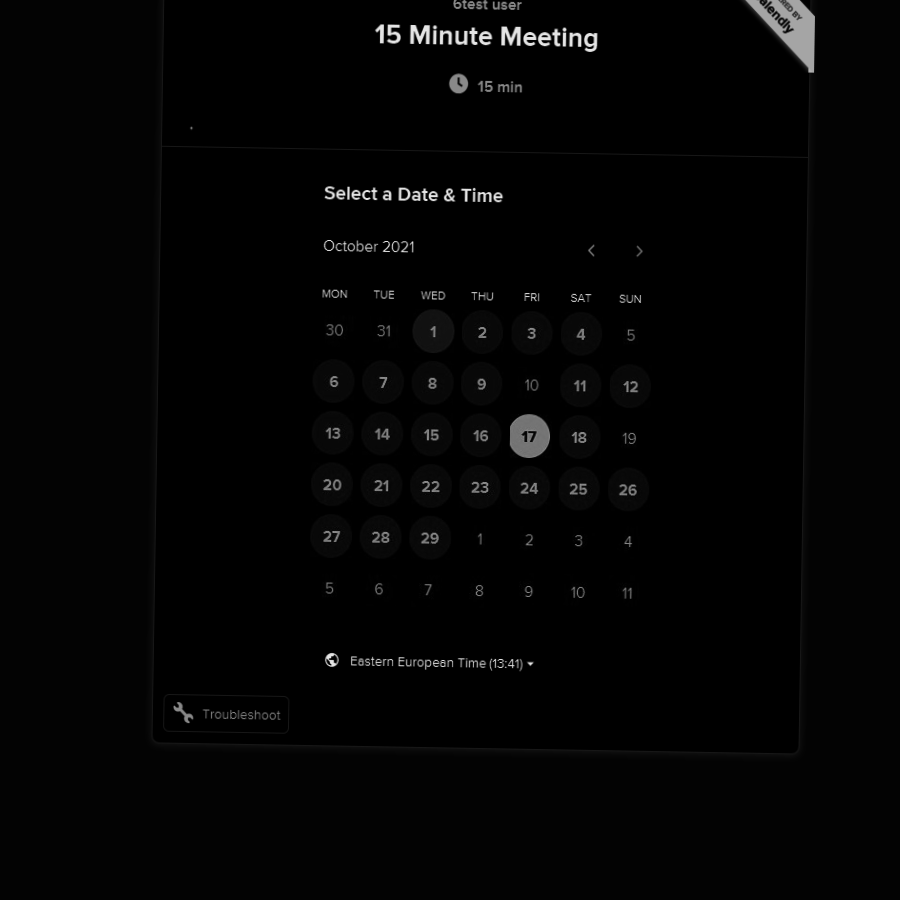 6test user
15 Minute Meeting
15 min
.
Select a Date & Time
October 2021
MON TUE WED THU FRI SAT SUN
30 31 1 2 3 4 5
6 7 8 9 10 11 12
13 14 15 16 17 18 19
20 21 22 23 24 25 26
27 28 29 1 2 3 4
5 6 7 8 9 10 11
Eastern European Time (13:41)
Troubleshoot